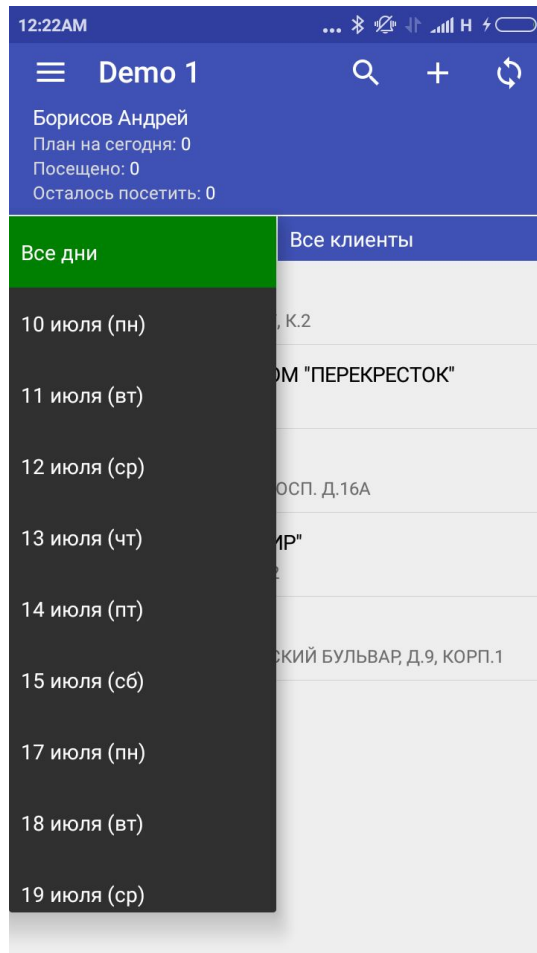 12:22AM ... H
Demo 1
Борисов Андрей
План на сегодня: 0
Посещено: 0
Осталось посетить: 0
Все дни
Все клиенты
10 июля (пн)
, К.2
ОМ "ПЕРЕКРЕСТОК"
11 июля (вт)
12 июля (ср)
ОСП. Д.16А
13 июля (чт)
ИР"
2
14 июля (пт)
СКИЙ БУЛЬВАР, Д.9, КОРП.1
15 июля (сб)
17 июля (пн)
18 июля (вт)
19 июля (ср)